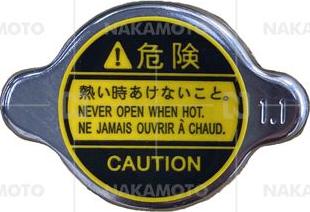 NAKAMOTO
危険
熱い時あけないこと。
NEVER OPEN WHEN HOT.
NE JAMAIS OUVRIR À CHAUD.
1.1
CAUTION
NAKAMOTO